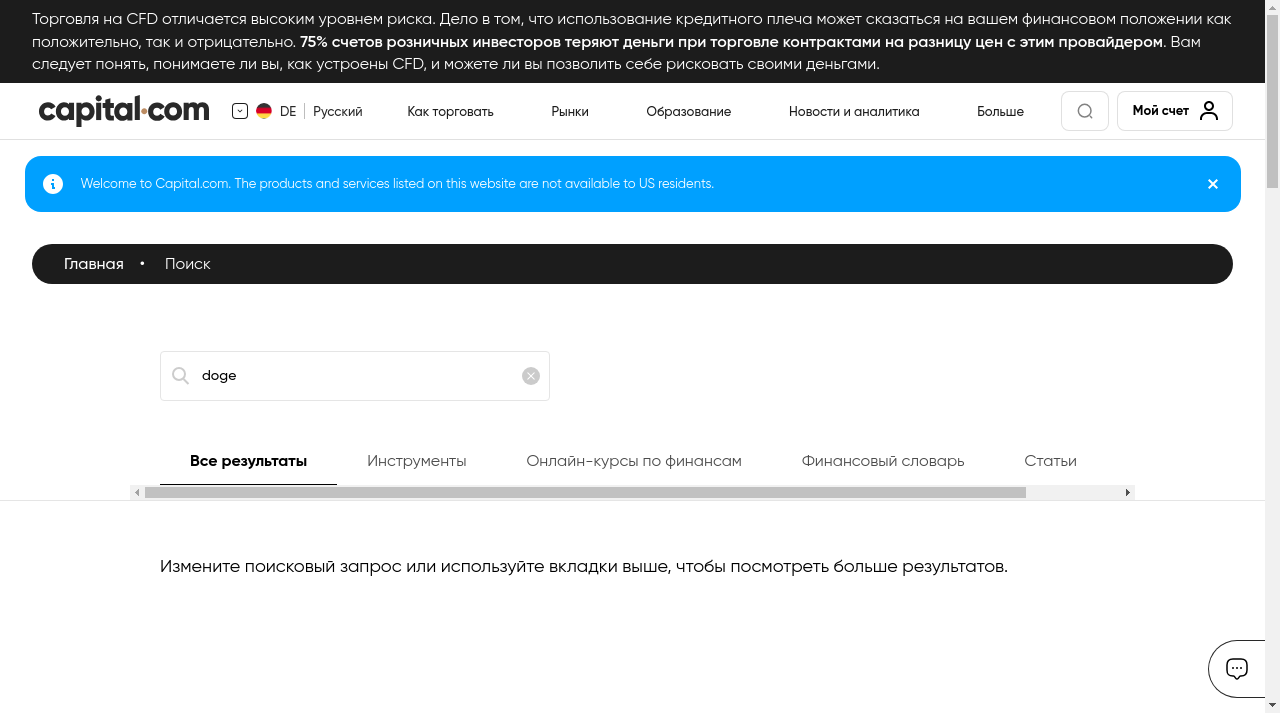 Торговля на CFD отличается высоким уровнем риска. Дело в том, что использование кредитного плеча может сказаться на вашем финансовом положении как
положительно, так и отрицательно. 75% счетов розничных инвесторов теряют деньги при торговле контрактами на разницу цен с этим провайдером. Вам
следует понять, понимаете ли вы, как устроены CFD, и можете ли вы позволить себе рисковать своими деньгами.
capital.com DE Русский Как торговать Рынки Образование Новости и аналитика Больше Мой счет
Welcome to Capital.com. The products and services listed on this website are not available to US residents.
Главная • Поиск
doge
Все результаты Инструменты Онлайн-курсы по финансам Финансовый словарь Статьи
Измените поисковый запрос или используйте вкладки выше, чтобы посмотреть больше результатов.